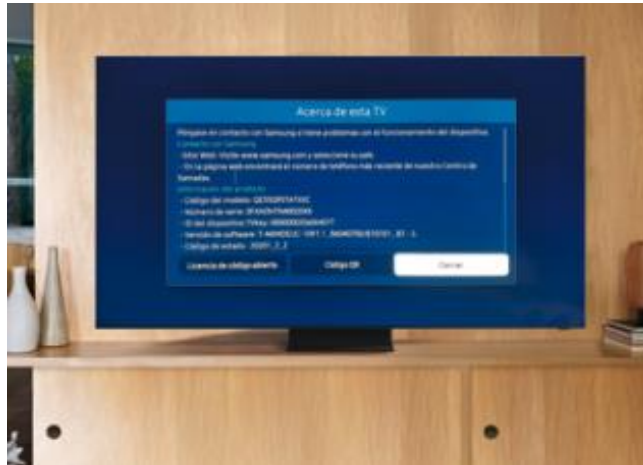 Acerca de esta TV
Póngase en contacto con Samsung si tiene problemas con el funcionamiento del dispositivo.
Contacto con Samsung
- Sitio Web: Visite www.samsung.com y seleccione su país.
- En la página web encontrará el número de teléfono más reciente de nuestro Centro de
llamadas.
Información del producto
- Código del modelo:
- Número de serie:
- ID del dispositivo TVKey:
- Versión de software:
- Código de estado:
Licencia de código abierto
Código QR
Cerrar